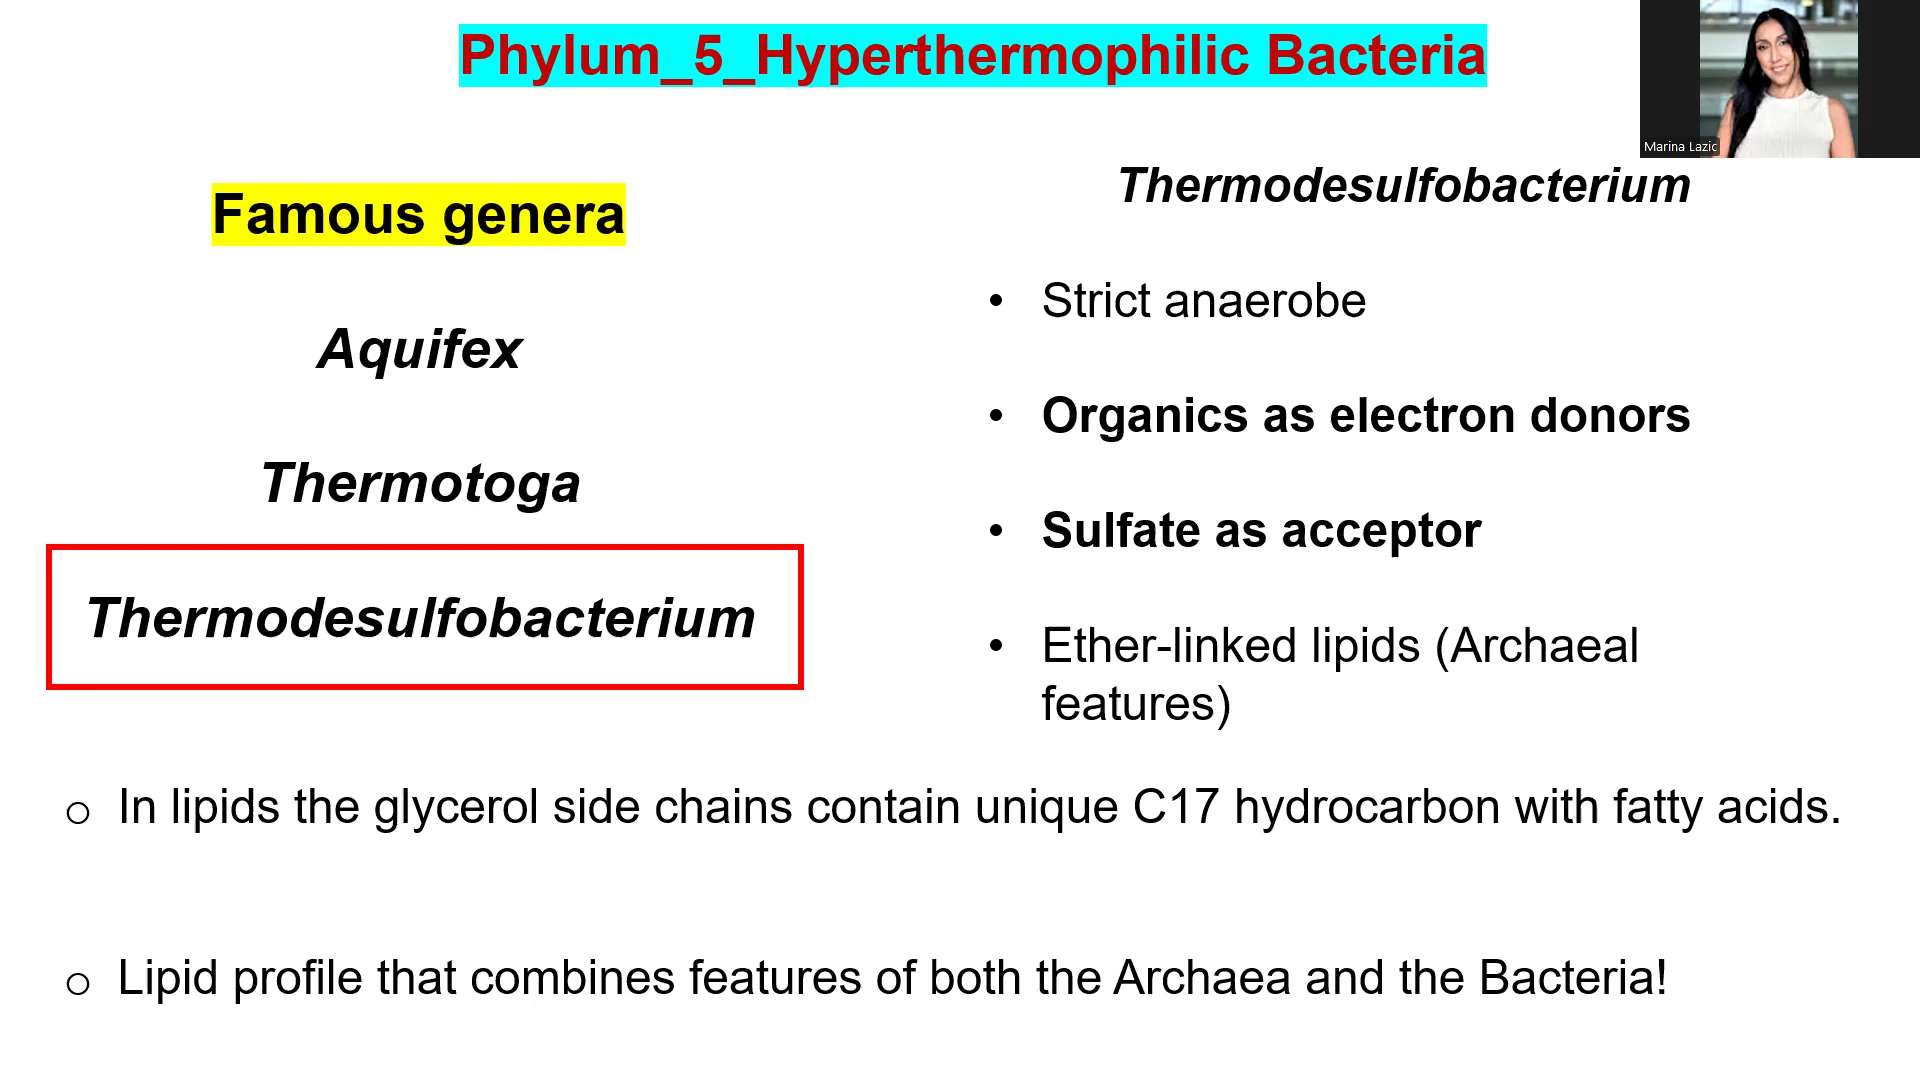 Phylum_5_Hyperthermophilic Bacteria
Marina Lazic
Famous genera
Aquifex
Thermotoga
Thermodesulfobacterium
Thermodesulfobacterium
• Strict anaerobe
• Organics as electron donors
• Sulfate as acceptor
• Ether-linked lipids (Archaeal
features)
o In lipids the glycerol side chains contain unique C17 hydrocarbon with fatty acids.
o Lipid profile that combines features of both the Archaea and the Bacteria!